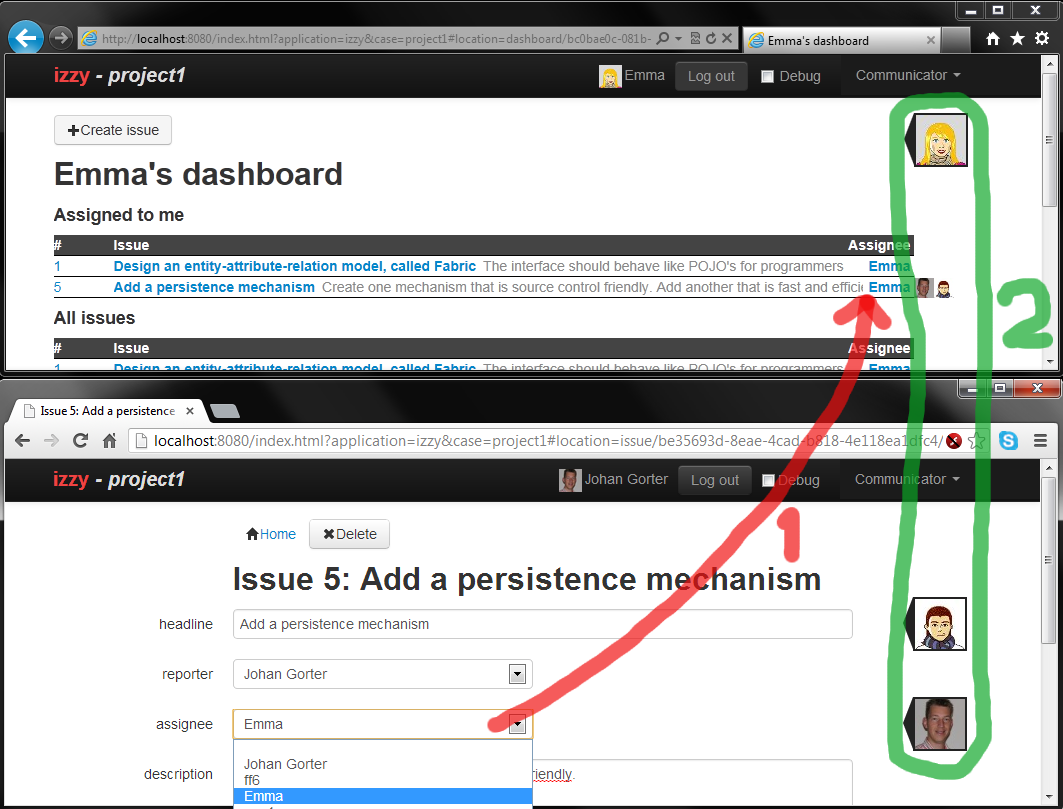 http://localhost:8080/index.html?application=izzy&case=project1#location=dashboard/bc0bae0c-081b-
Emma's dashboard
izzy - project1
Emma
Log out
Debug
Communicator
Create issue
Emma's dashboard
Assigned to me
# Issue Assignee
1 Design an entity-attribute-relation model, called Fabric The interface should behave like POJO's for programmers Emma
5 Add a persistence mechanism Create one mechanism that is source control friendly. Add another that is fast and effici Emma
All issues
# Issue Assignee
1 Design an entity-attribute-relation model, called Fabric The interface should behave like POJO's for programmers Emma
2
Issue 5: Add a persistence
localhost:8080/index.html?application=izzy&case=project1#location=issue/be35693d-8eae-4cad-b818-4e118ea1dfc4/
izzy - project1
Johan Gorter
Log out
Debug
Communicator
1
Home
Delete
Issue 5: Add a persistence mechanism
headline Add a persistence mechanism
reporter Johan Gorter
assignee Emma
Johan Gorter
description
iendly.
ff6
Emma